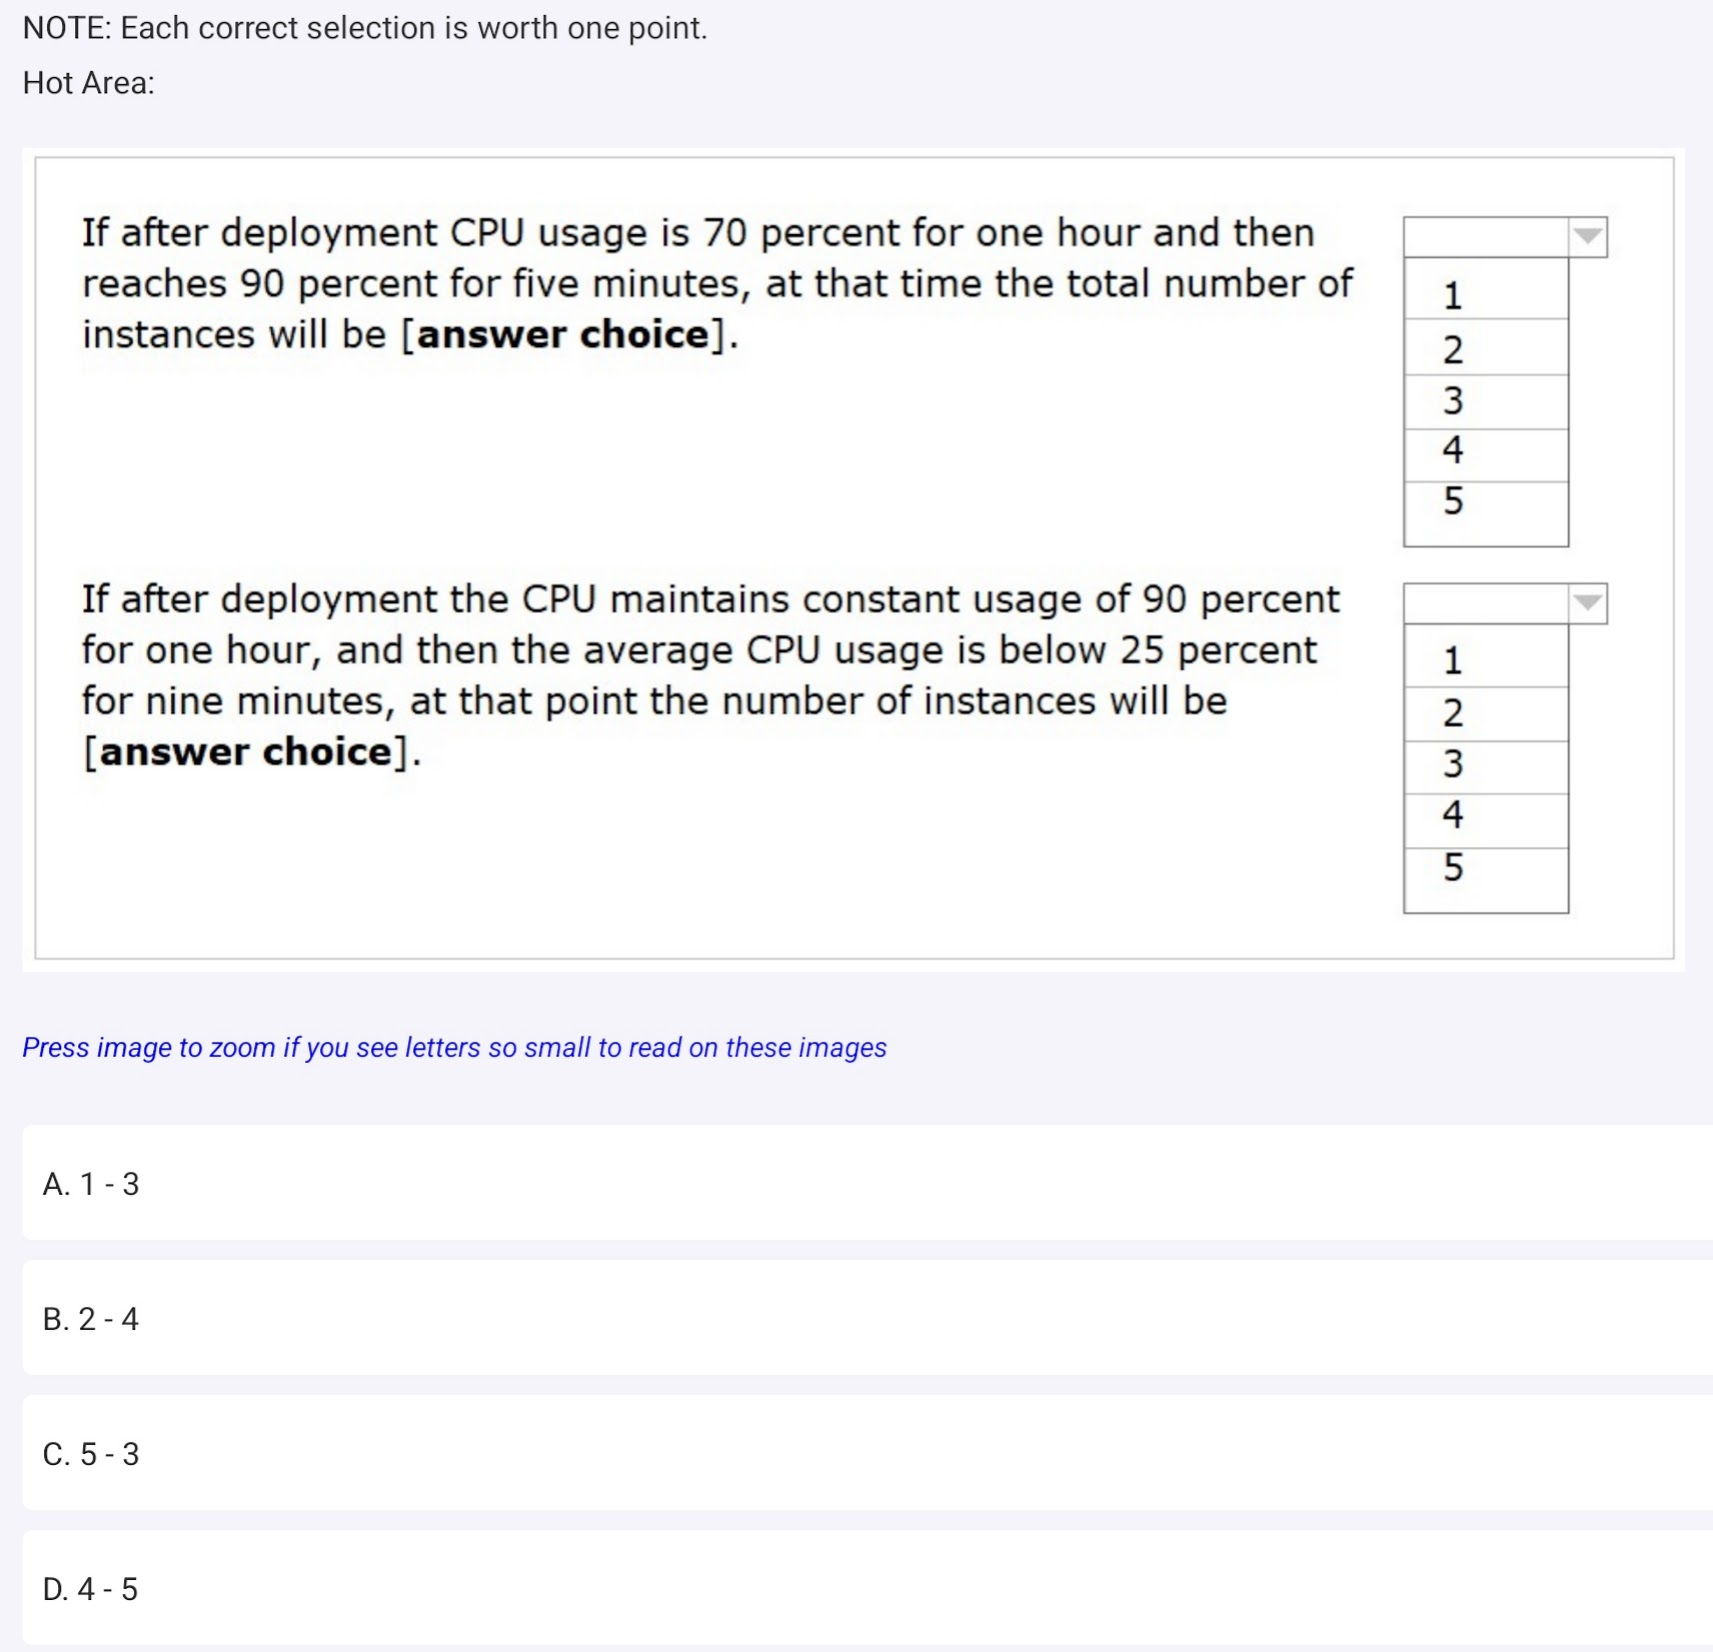 NOTE: Each correct selection is worth one point.
Hot Area:
If after deployment CPU usage is 70 percent for one hour and then
reaches 90 percent for five minutes, at that time the total number of
instances will be [answer choice].
1
2
3
4
5
If after deployment the CPU maintains constant usage of 90 percent
for one hour, and then the average CPU usage is below 25 percent
for nine minutes, at that point the number of instances will be
[answer choice].
1
2
3
4
5
Press image to zoom if you see letters so small to read on these images
A. 1 - 3
B. 2 - 4
C. 5 - 3
D. 4 - 5